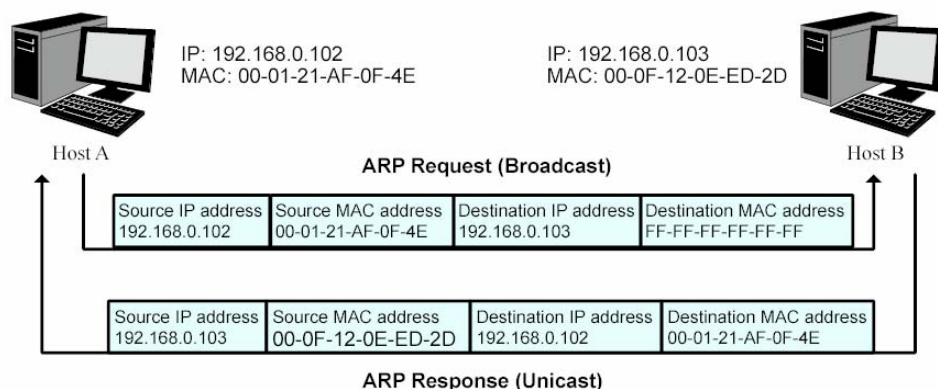 IP: 192.168.0.102
MAC: 00-01-21-AF-0F-4E
IP: 192.168.0.103
MAC: 00-0F-12-0E-ED-2D
Host A
Host B
ARP Request (Broadcast)
Source IP address
192.168.0.102
Source MAC address
00-01-21-AF-0F-4E
Destination IP address
192.168.0.103
Destination MAC address
FF-FF-FF-FF-FF-FF
Source IP address
192.168.0.103
Source MAC address
00-0F-12-0E-ED-2D
Destination IP address
192.168.0.102
Destination MAC address
00-01-21-AF-0F-4E
ARP Response (Unicast)